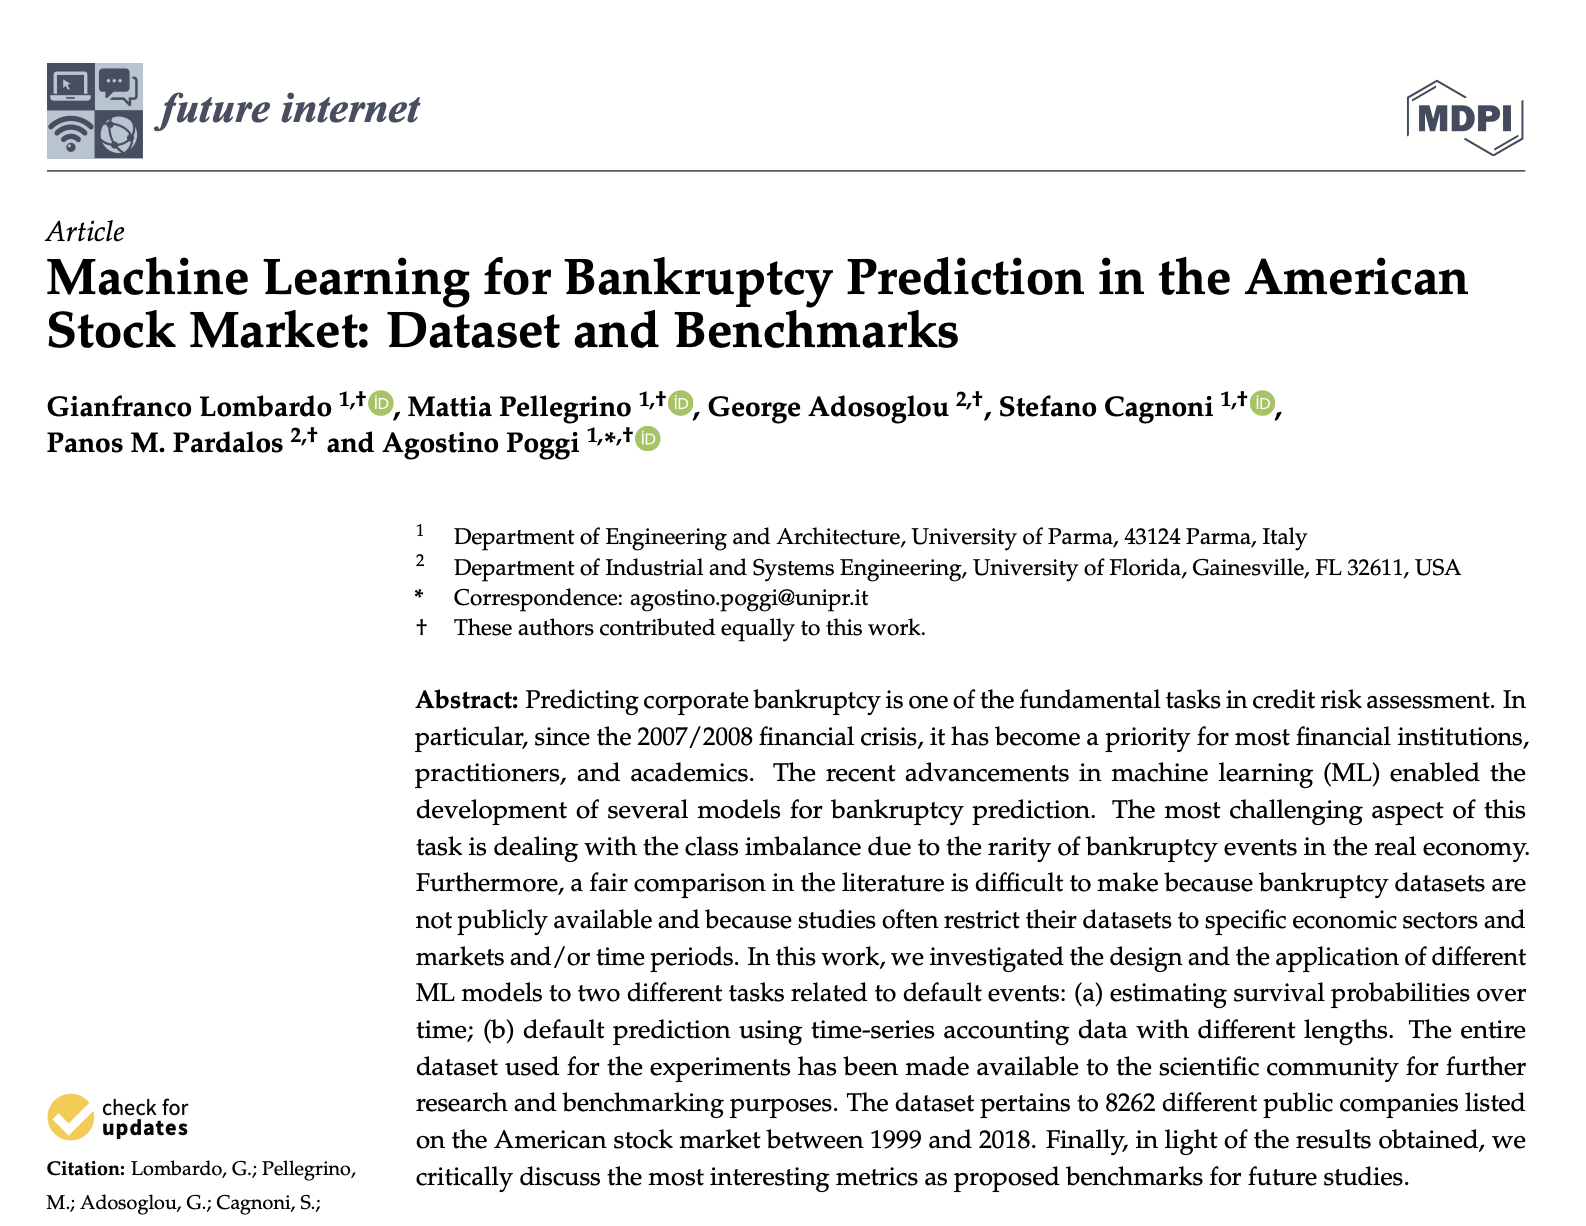 future internet
MDPI
Article
Machine Learning for Bankruptcy Prediction in the American
Stock Market: Dataset and Benchmarks
Gianfranco Lombardo 1,† iD, Mattia Pellegrino 1,† iD, George Adosoglou 2,†, Stefano Cagnoni 1,† iD,
Panos M. Pardalos 2,† and Agostino Poggi 1,*,† iD
1 Department of Engineering and Architecture, University of Parma, 43124 Parma, Italy
2 Department of Industrial and Systems Engineering, University of Florida, Gainesville, FL 32611, USA
* Correspondence: agostino.poggi@unipr.it
† These authors contributed equally to this work.
Abstract: Predicting corporate bankruptcy is one of the fundamental tasks in credit risk assessment. In
particular, since the 2007/2008 financial crisis, it has become a priority for most financial institutions,
practitioners, and academics. The recent advancements in machine learning (ML) enabled the
development of several models for bankruptcy prediction. The most challenging aspect of this
task is dealing with the class imbalance due to the rarity of bankruptcy events in the real economy.
Furthermore, a fair comparison in the literature is difficult to make because bankruptcy datasets are
not publicly available and because studies often restrict their datasets to specific economic sectors and
markets and/or time periods. In this work, we investigated the design and the application of different
ML models to two different tasks related to default events: (a) estimating survival probabilities over
time; (b) default prediction using time-series accounting data with different lengths. The entire
dataset used for the experiments has been made available to the scientific community for further
research and benchmarking purposes. The dataset pertains to 8262 different public companies listed
on the American stock market between 1999 and 2018. Finally, in light of the results obtained, we
critically discuss the most interesting metrics as proposed benchmarks for future studies.
check for
updates
Citation: Lombardo, G.; Pellegrino,
M.; Adosoglou, G.; Cagnoni, S.;